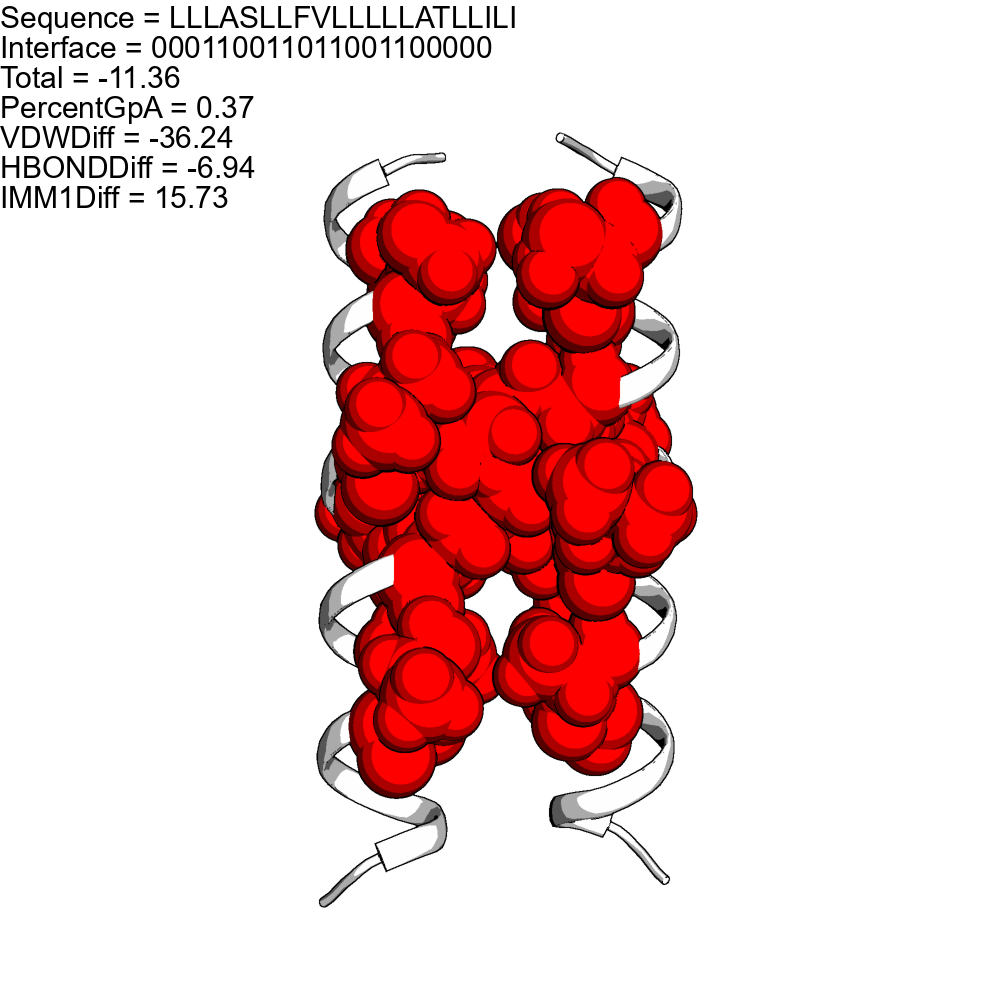 Sequence = LLLASLLFVLLLLLATLLILI
Interface = 000110011011001100000
Total = -11.36
PercentGpA = 0.37
VDWDiff = -36.24
HBONDDiff = -6.94
IMM1Diff = 15.73